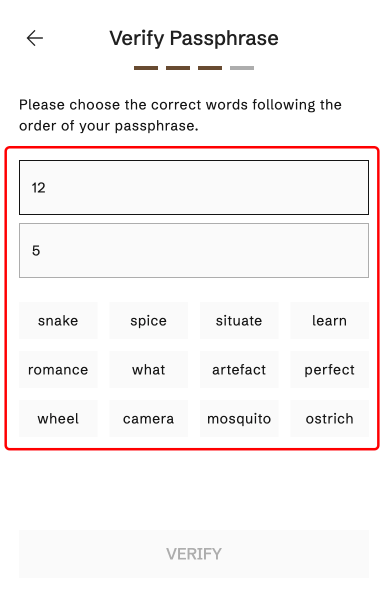 Verify Passphrase
Please choose the correct words following the
order of your passphrase.
12
5
snake spice situate learn
romance what artefact perfect
wheel camera mosquito ostrich
VERIFY